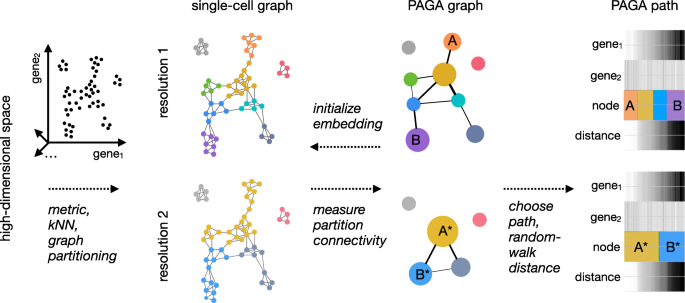 single-cell graph
PAGA graph
PAGA path
high-dimensional space
gene2
gene1
...
metric,
kNN,
graph
partitioning
resolution 1
initialize
embedding
A
B
gene1
gene2
node
A
B
distance
resolution 2
measure
partition
connectivity
A*
B*
choose
path,
random-
walk
distance
gene1
gene2
node
A*
B*
distance